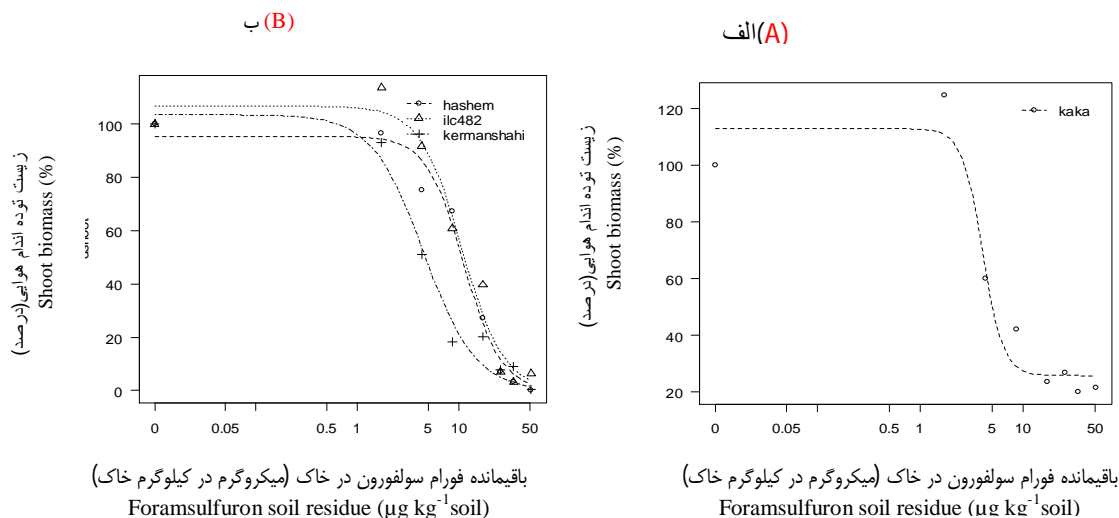 ب (B)
الف(A)
hashem
ilc482
kermanshahi
100
80
60
40
20
0
زیست توده اندام هوایی(درصد)
Shoot biomass (%)
0 0.05 0.5 1 5 10 50
باقیمانده فورام سولفورون در خاک (میکروگرم در کیلوگرم خاک)
Foramsulfuron soil residue (µg kg-1 soil)
kaka
120
100
80
60
40
20
زیست توده اندام هوایی(درصد)
Shoot biomass (%)
0 0.05 0.5 1 5 10 50
باقیمانده فورام سولفورون در خاک (میکروگرم در کیلوگرم خاک)
Foramsulfuron soil residue (µg kg-1 soil)